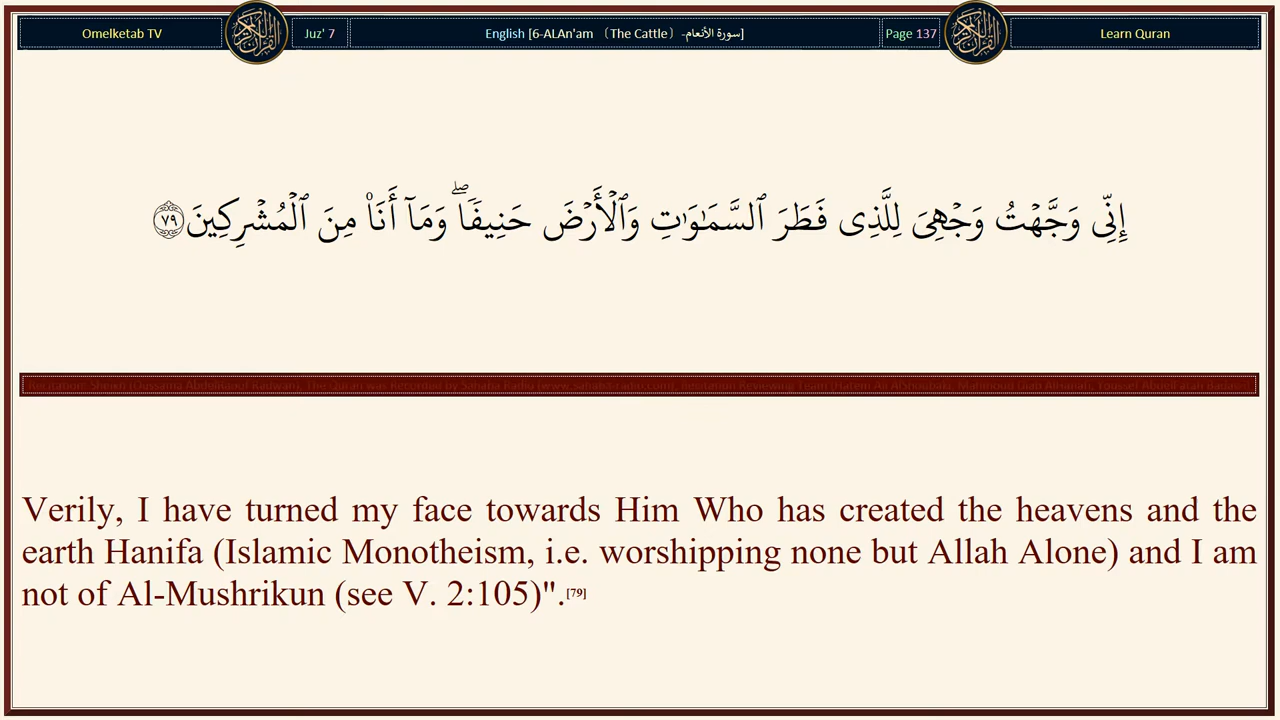 Omelketab TV
Juz' 7
English [6-ALAn'am （The Cattle）-سورة الأنعام]
Page 137
Learn Quran
إِنِّى وَجَّهْتُ وَجْهِىَ لِلَّذِى فَطَرَ ٱلسَّمَٰوَٰتِ وَٱلْأَرْضَ حَنِيفًا ۖ وَمَآ أَنَا۠ مِنَ ٱلْمُشْرِكِينَ ٧٩
Verily, I have turned my face towards Him Who has created the heavens and the
earth Hanifa (Islamic Monotheism, i.e. worshipping none but Allah Alone) and I am
not of Al-Mushrikun (see V. 2:105)".[79]